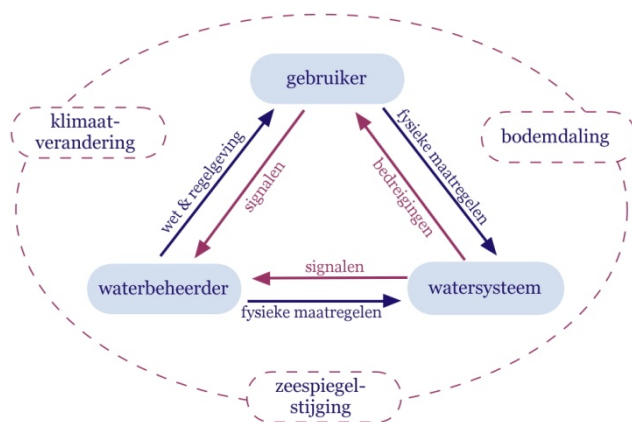 gebruiker
klimaat-
verandering
bodemdaling
wet & regelgeving
signalen
fysieke maatregelen
bedreigingen
waterbeheerder
signalen
fysieke maatregelen
watersysteem
zeespiegel-
stijging